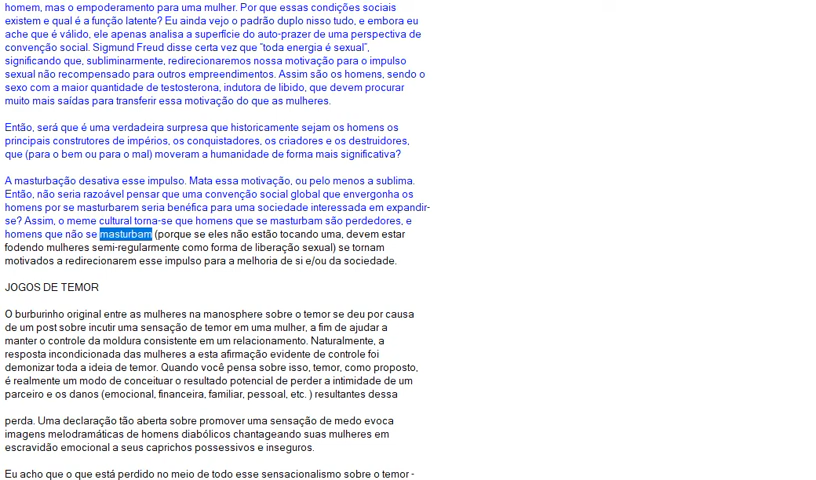 homem, mas o empoderamento para uma mulher. Por que essas condições sociais
existem e qual é a função latente? Eu ainda vejo o padrão duplo nisso tudo, e embora eu
ache que é válido, ele apenas analisa a superfície do auto-prazer de uma perspectiva de
convenção social. Sigmund Freud disse certa vez que "toda energia é sexual",
significando que, subliminarmente, redirecionaremos nossa motivação para o impulso
sexual não recompensado para outros empreendimentos. Assim são os homens, sendo o
sexo com a maior quantidade de testosterona, indutora de libido, que devem procurar
muito mais saídas para transferir essa motivação do que as mulheres.
Então, será que é uma verdadeira surpresa que historicamente sejam os homens os
principais construtores de impérios, os conquistadores, os criadores e os destruidores,
que (para o bem ou para o mal) moveram a humanidade de forma mais significativa?
A masturbação desativa esse impulso. Mata essa motivação, ou pelo menos a sublima.
Então, não seria razoável pensar que uma convenção social global que envergonha os
homens por se masturbarem seria benéfica para uma sociedade interessada em expandir-
se? Assim, o meme cultural torna-se que homens que se masturbam são perdedores, e
homens que não se masturbam (porque se eles não estão tocando uma, devem estar
fodendo mulheres semi-regularmente como forma de liberação sexual) se tornam
motivados a redirecionarem esse impulso para a melhoria de si e/ou da sociedade.
JOGOS DE TEMOR
O burburinho original entre as mulheres na manosphere sobre o temor se deu por causa
de um post sobre incutir uma sensação de temor em uma mulher, a fim de ajudar a
manter o controle da moldura consistente em um relacionamento. Naturalmente, a
resposta incondicionada das mulheres a esta afirmação evidente de controle foi
demonizar toda a ideia de temor. Quando você pensa sobre isso, temor, como proposto,
é realmente um modo de conceituar o resultado potencial de perder a intimidade de um
parceiro e os danos (emocional, financeira, familiar, pessoal, etc. ) resultantes dessa
perda. Uma declaração tão aberta sobre promover uma sensação de medo evoca
imagens melodramáticas de homens diabólicos chantageando suas mulheres em
escravidão emocional a seus caprichos possessivos e inseguros.
Eu acho que o que está perdido no meio de todo esse sensacionalismo sobre o temor -